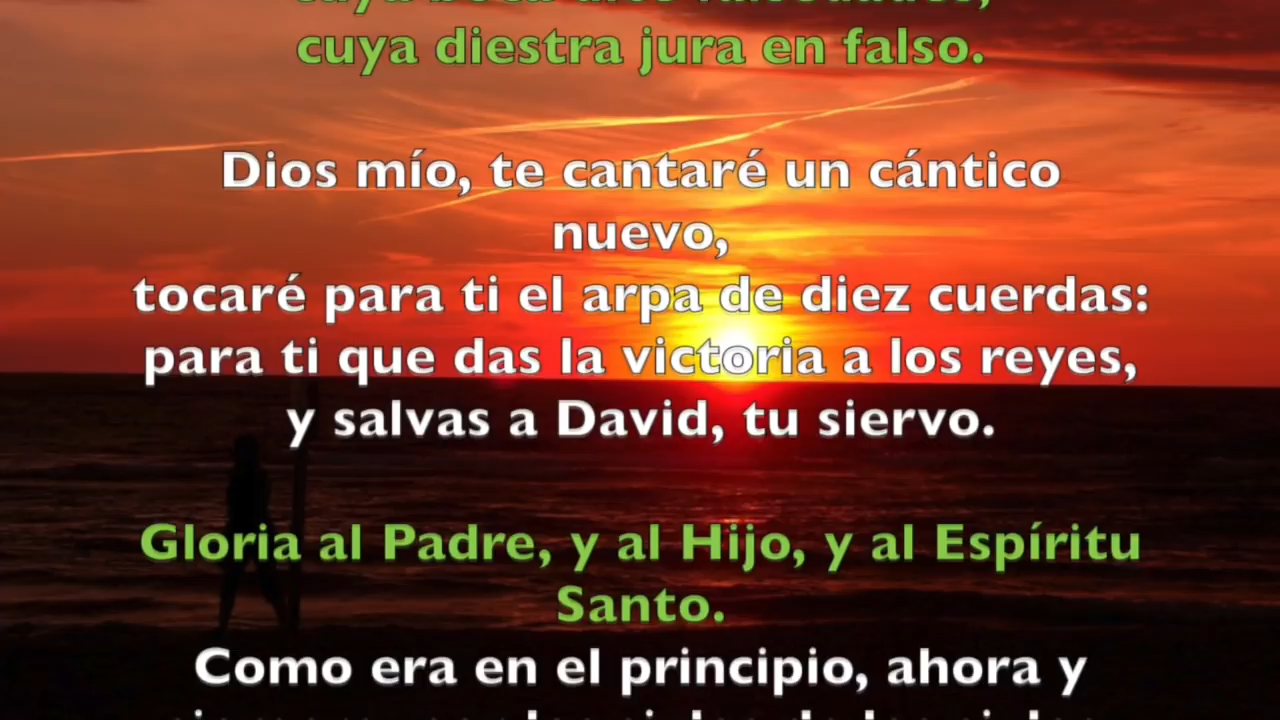 cuya diestra jura en falso.
Dios mío, te cantaré un cántico
nuevo,
tocaré para ti el arpa de diez cuerdas:
para ti que das la victoria a los reyes,
y salvas a David, tu siervo.
Gloria al Padre, y al Hijo, y al Espíritu
Santo.
Como era en el principio, ahora y